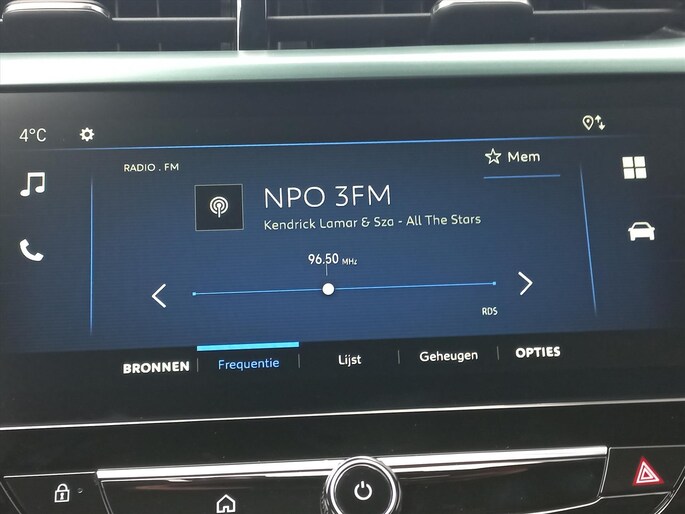 4°C
RADIO . FM
Mem
NPO 3FM
Kendrick Lamar & Sza - All The Stars
96.50 MHz
RDS
BRONNEN Frequentie Lijst Geheugen OPTIES